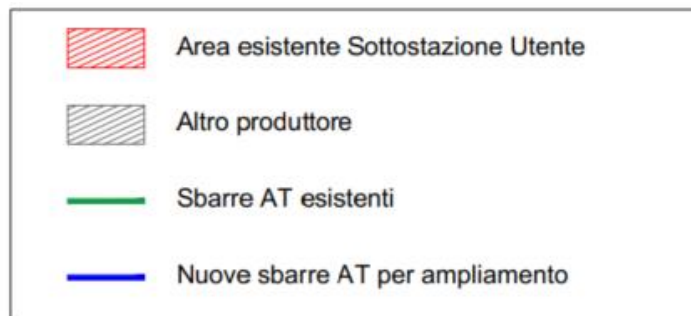 Area esistente Sottostazione Utente
Altro produttore
Sbarre AT esistenti
Nuove sbarre AT per ampliamento